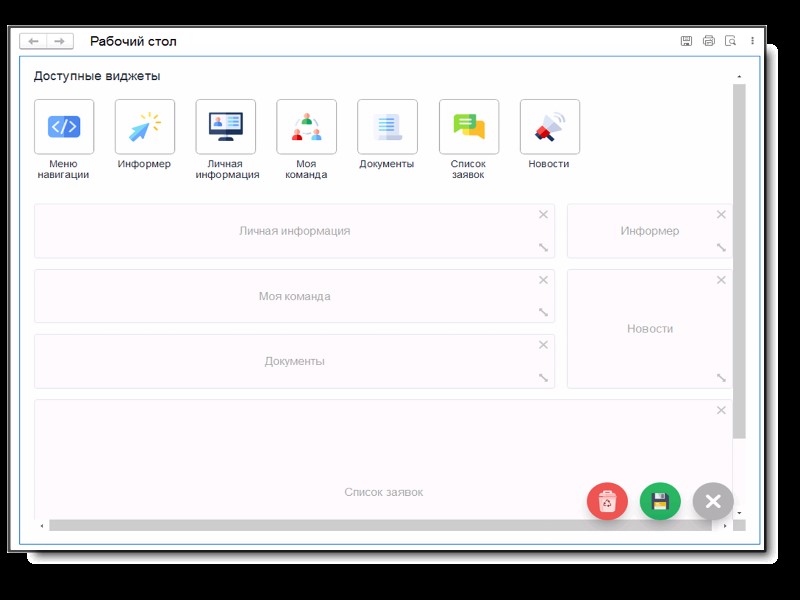 Рабочий стол
Доступные виджеты
Меню
навигации
Информер
Личная
информация
Моя
команда
Документы
Список
заявок
Новости
Личная информация
Информер
Моя команда
Новости
Документы
Список заявок